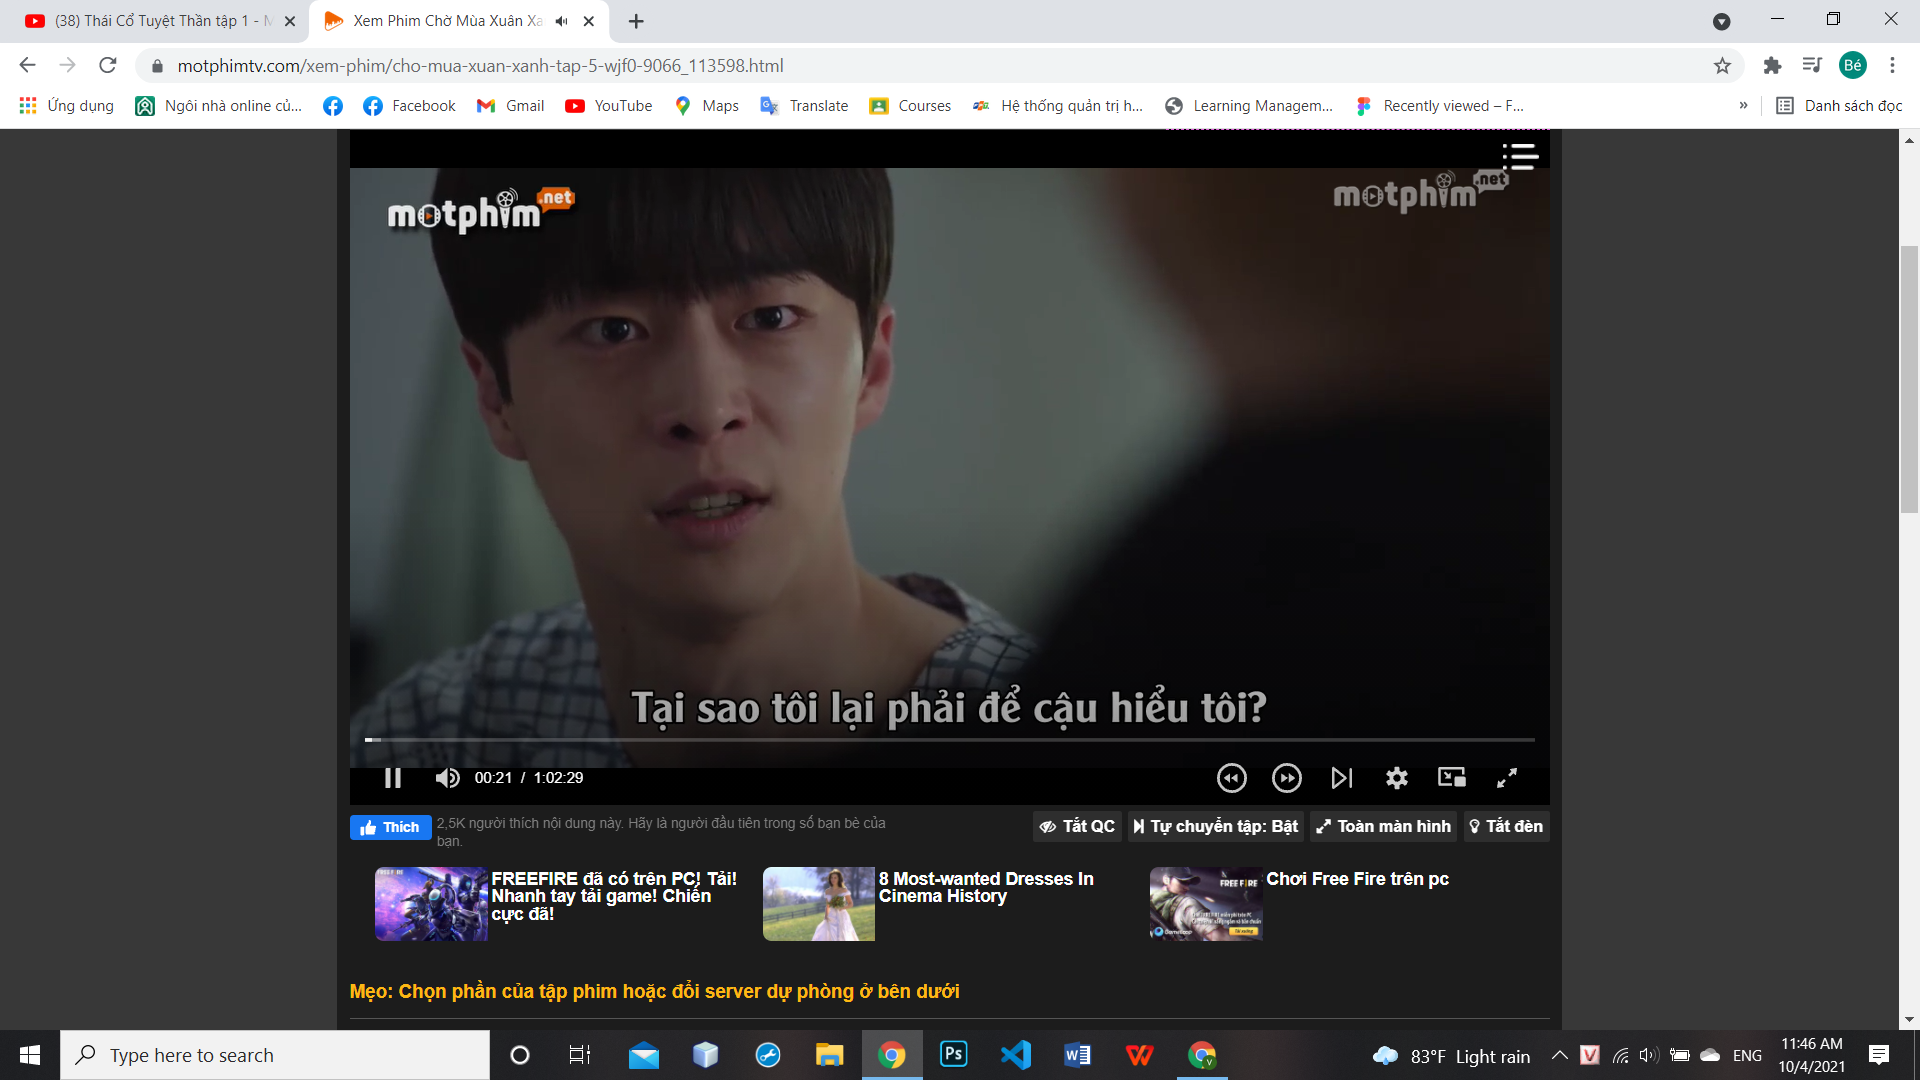 (38) Thái Cổ Tuyệt Thần tập 1 - M
Xem Phim Chờ Mùa Xuân Xa
motphimtv.com/xem-phim/cho-mua-xuan-xanh-tap-5-wjf0-9066_113598.html
Bé
Ứng dụng
Ngôi nhà online củ...
Facebook
Gmail
YouTube
Maps
Translate
Courses
Hệ thống quản trị h...
Learning Managem...
Recently viewed – F...
»
Danh sách đọc
motphim.net
motphim.net
Tại sao tôi lại phải để cậu hiểu tôi?
00:21 / 1:02:29
Thích
2,5K người thích nội dung này. Hãy là người đầu tiên trong số bạn bè của
bạn.
Tắt QC
Tự chuyển tập: Bật
Toàn màn hình
Tắt đèn
FREEFIRE đã có trên PC! Tải!
Nhanh tay tải game! Chiến
cực đã!
8 Most-wanted Dresses In
Cinema History
FREE FIRE
Chơi Free Fire trên pc
Mẹo: Chọn phần của tập phim hoặc đổi server dự phòng ở bên dưới
Type here to search
Ps
83°F Light rain
ENG
11:46 AM
10/4/2021